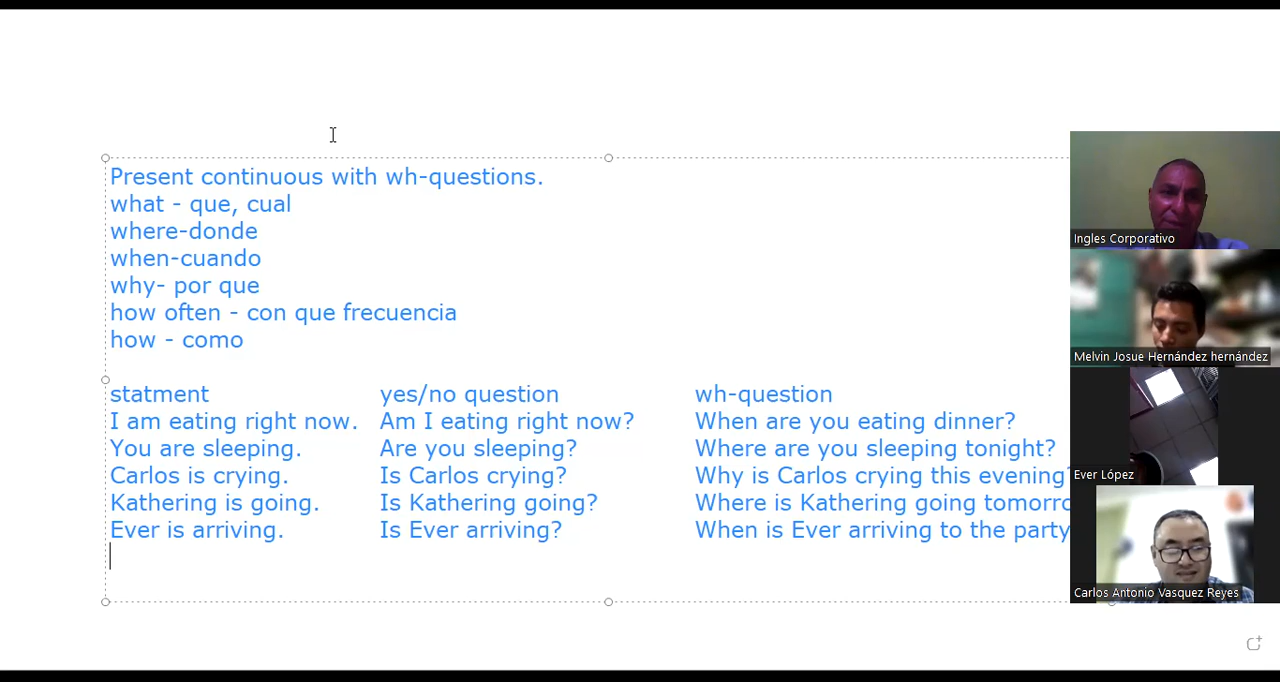 Present continuous with wh-questions.
what - que, cual
where-donde
when-cuando
why- por que
how often - con que frecuencia
how - como
statment yes/no question wh-question
I am eating right now. Am I eating right now? When are you eating dinner?
You are sleeping. Are you sleeping? Where are you sleeping tonight?
Carlos is crying. Is Carlos crying? Why is Carlos crying this evening?
Kathering is going. Is Kathering going? Where is Kathering going
Ever is arriving. Is Ever arriving? When is Ever arriving to the party
Ingles Corporativo
Melvin Josue Hernández hernández
Ever López
Carlos Antonio Vasquez Reyes